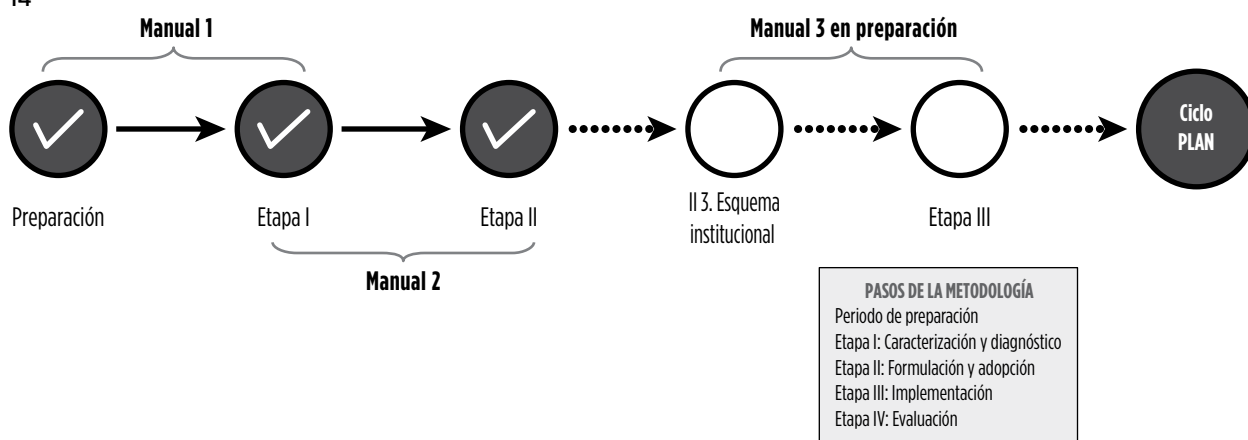 14
Manual 1
Manual 3 en preparación
Ciclo
PLAN
Preparación
Etapa I
Etapa II
II 3. Esquema
institucional
Etapa III
Manual 2
PASOS DE LA METODOLOGÍA
Periodo de preparación
Etapa I: Caracterización y diagnóstico
Etapa II: Formulación y adopción
Etapa III: Implementación
Etapa IV: Evaluación